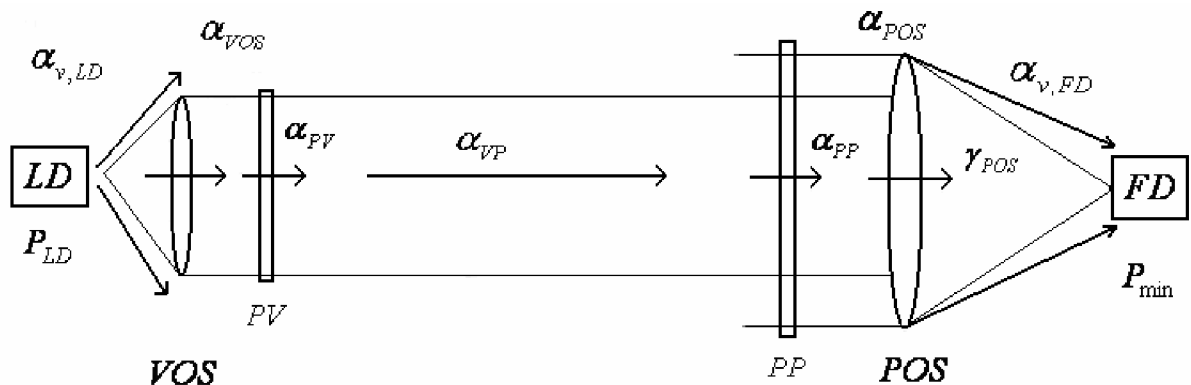 α_{v,LD}
α_{VOS}
LD
P_{LD}
VOS
α_{PV}
PV
α_{VP}
α_{PP}
PP
α_{POS}
POS
γ_{POS}
α_{v,FD}
FD
P_{min}